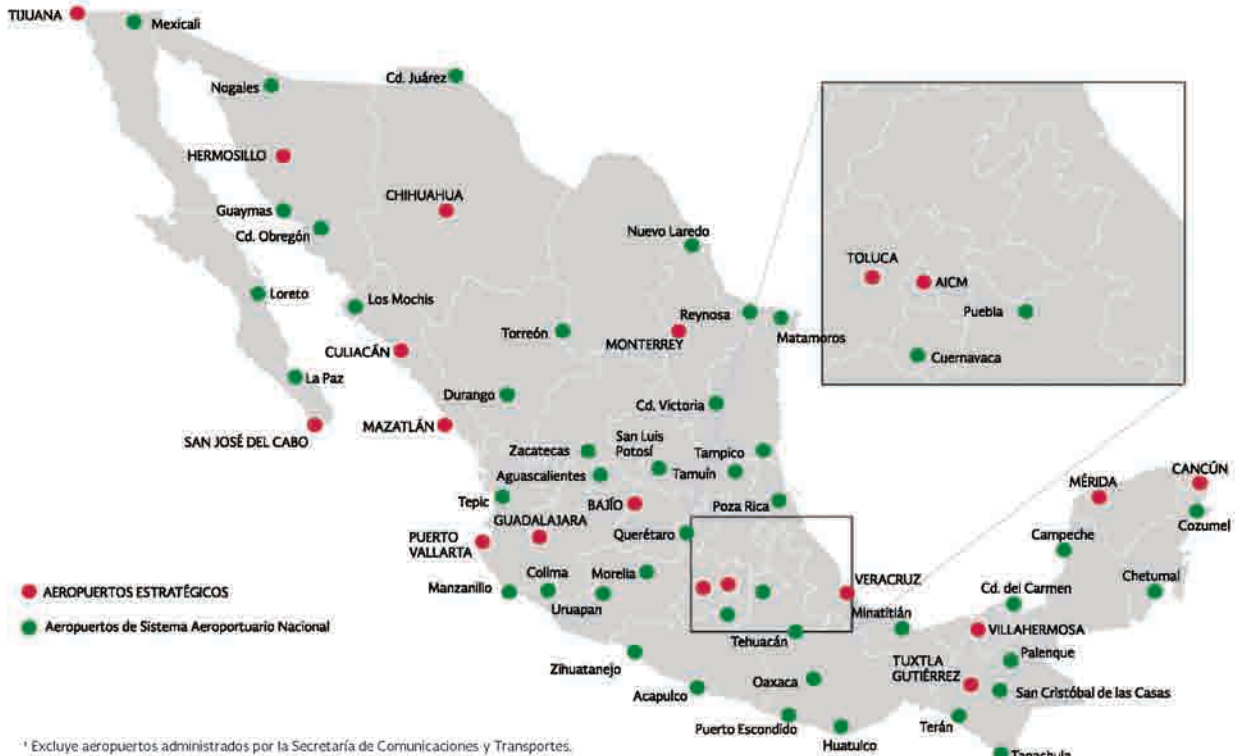 TIJUANA
Mexicali
Nogales
Cd. Juárez
HERMOSILLO
CHIHUAHUA
Guaymas
Cd. Obregón
Nuevo Laredo
TOLUCA
AICM
Puebla
Cuernavaca
Loreto
Los Mochis
Reynosa
Matamoros
Torreón
MONTERREY
CULIACÁN
La Paz
Durango
Cd. Victoria
SAN JOSÉ DEL CABO
MAZATLÁN
Zacatecas
San Luis
Potosí
Tampico
Aguascalientes
Tamuín
Tepic
BAJÍO
Poza Rica
MÉRIDA
CANCÚN
Cozumel
GUADALAJARA
Querétaro
PUERTO
VALLARTA
Campeche
Colima
Morelia
Manzanillo
Uruapan
VERACRUZ
Cd. del Carmen
Chetumal
Minatitlán
AEROPUERTOS ESTRATÉGICOS
Aeropuertos de Sistema Aeroportuario Nacional
Tehuacán
VILLAHERMOSA
Palenque
Zihuatanejo
TUXTLA
GUTIÉRREZ
Acapulco
Oaxaca
San Cristóbal de las Casas
Puerto Escondido
Huatulco
Terán
Tapachula
¹ Excluye aeropuertos administrados por la Secretaría de Comunicaciones y Transportes.